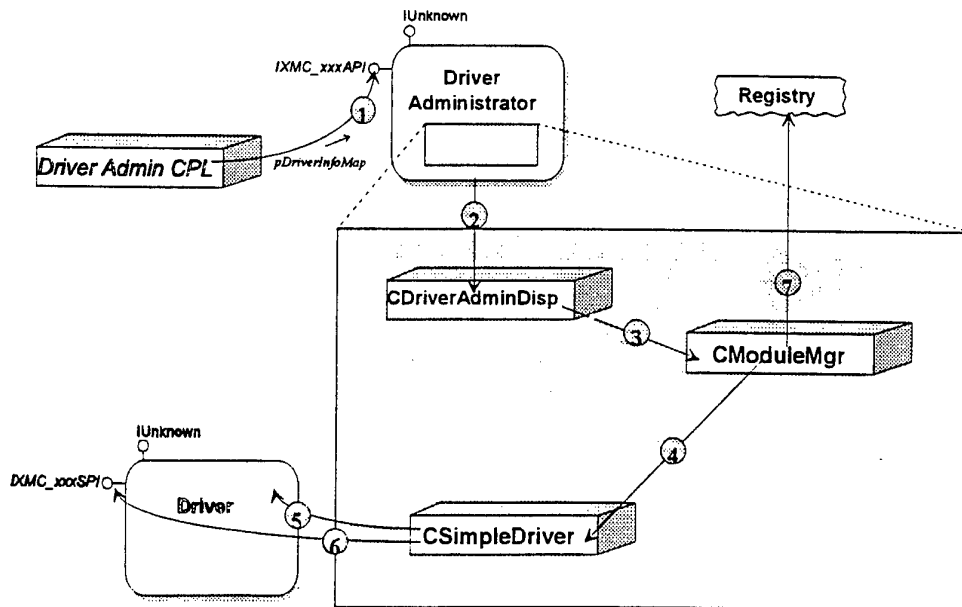 IUnknown
IXMC_xxxAPI
Driver
Administrator
Registry
1
pDriverInfoMap
Driver Admin CPL
2
CDriverAdminDisp
7
3
CModuleMgr
IUnknown
4
IXMC_xxxSPI
Driver
5
CSimpleDriver
6